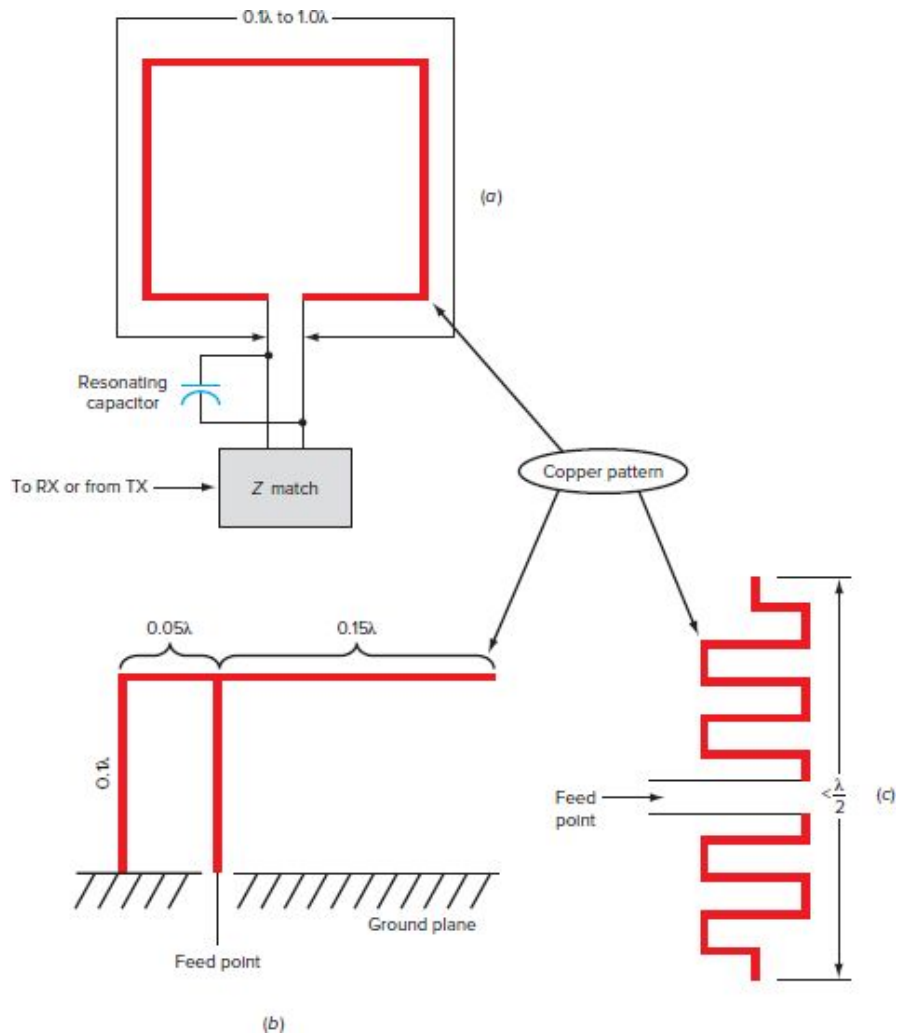 0.1λ to 1.0λ
(a)
Resonating
capacitor
To RX or from TX
Z match
Copper pattern
0.05λ
0.15λ
0.1λ
Feed
point
<λ/2
(c)
Ground plane
Feed point
(b)